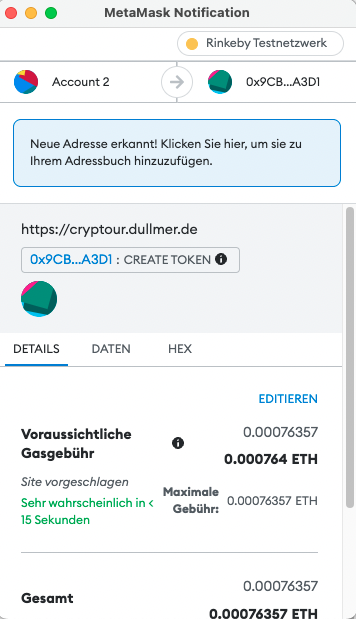 MetaMask Notification
Rinkeby Testnetzwerk
Account 2
0x9CB...A3D1
Neue Adresse erkannt! Klicken Sie hier, um sie zu
Ihrem Adressbuch hinzuzufügen.
https://cryptour.dullmer.de
0x9CB...A3D1 : CREATE TOKEN
DETAILS DATEN HEX
EDITIEREN
Voraussichtliche
Gasgebühr
0.00076357
0.000764 ETH
Site vorgeschlagen
Sehr wahrscheinlich in <
15 Sekunden
Maximale
Gebühr:
0.00076357 ETH
Gesamt
0.00076357
0.00076357 ETH